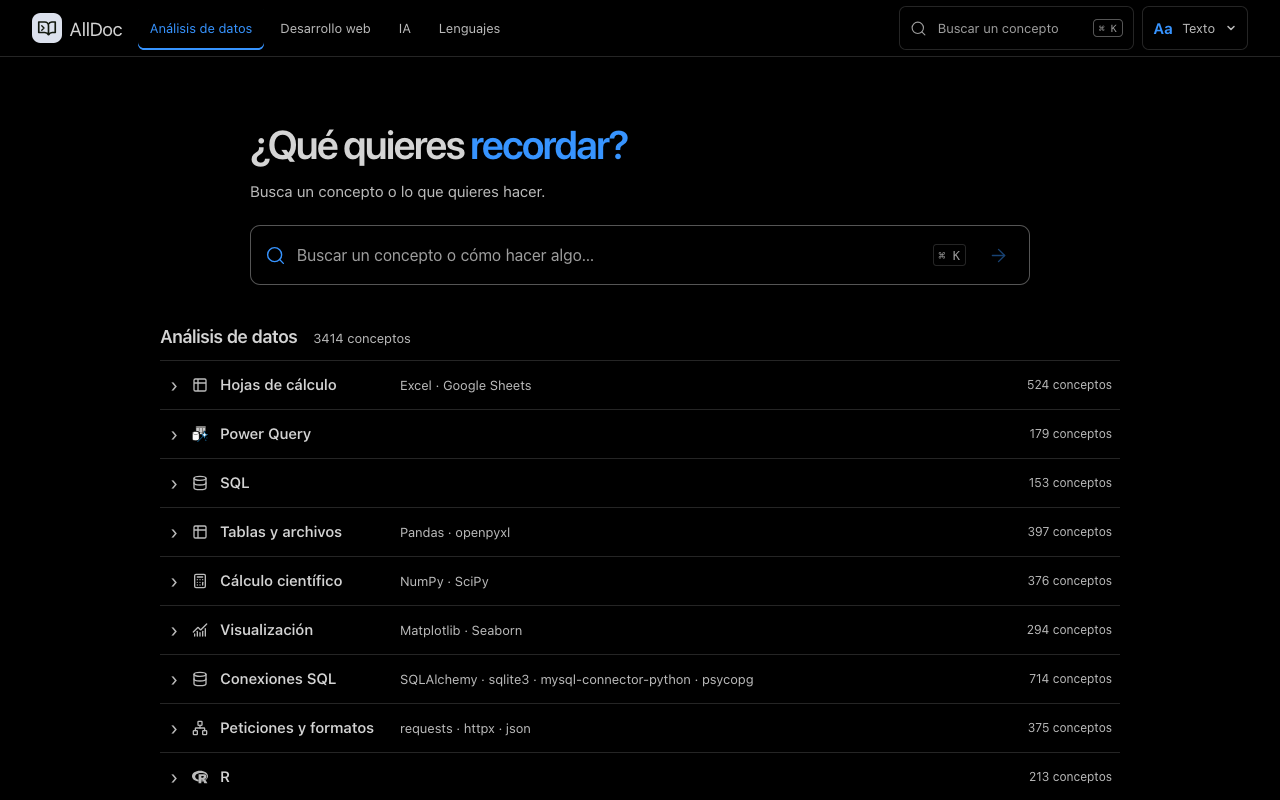 AllDoc
Análisis de datos
Desarrollo web
IA
Lenguajes
Buscar un concepto
⌘ K
Aa Texto
¿Qué quieres recordar?
Busca un concepto o lo que quieres hacer.
Buscar un concepto o cómo hacer algo...
⌘ K
Análisis de datos 3414 conceptos
Hojas de cálculo Excel · Google Sheets 524 conceptos
Power Query 179 conceptos
SQL 153 conceptos
Tablas y archivos Pandas · openpyxl 397 conceptos
Cálculo científico NumPy · SciPy 376 conceptos
Visualización Matplotlib · Seaborn 294 conceptos
Conexiones SQL SQLAlchemy · sqlite3 · mysql-connector-python · psycopg 714 conceptos
Peticiones y formatos requests · httpx · json 375 conceptos
R 213 conceptos